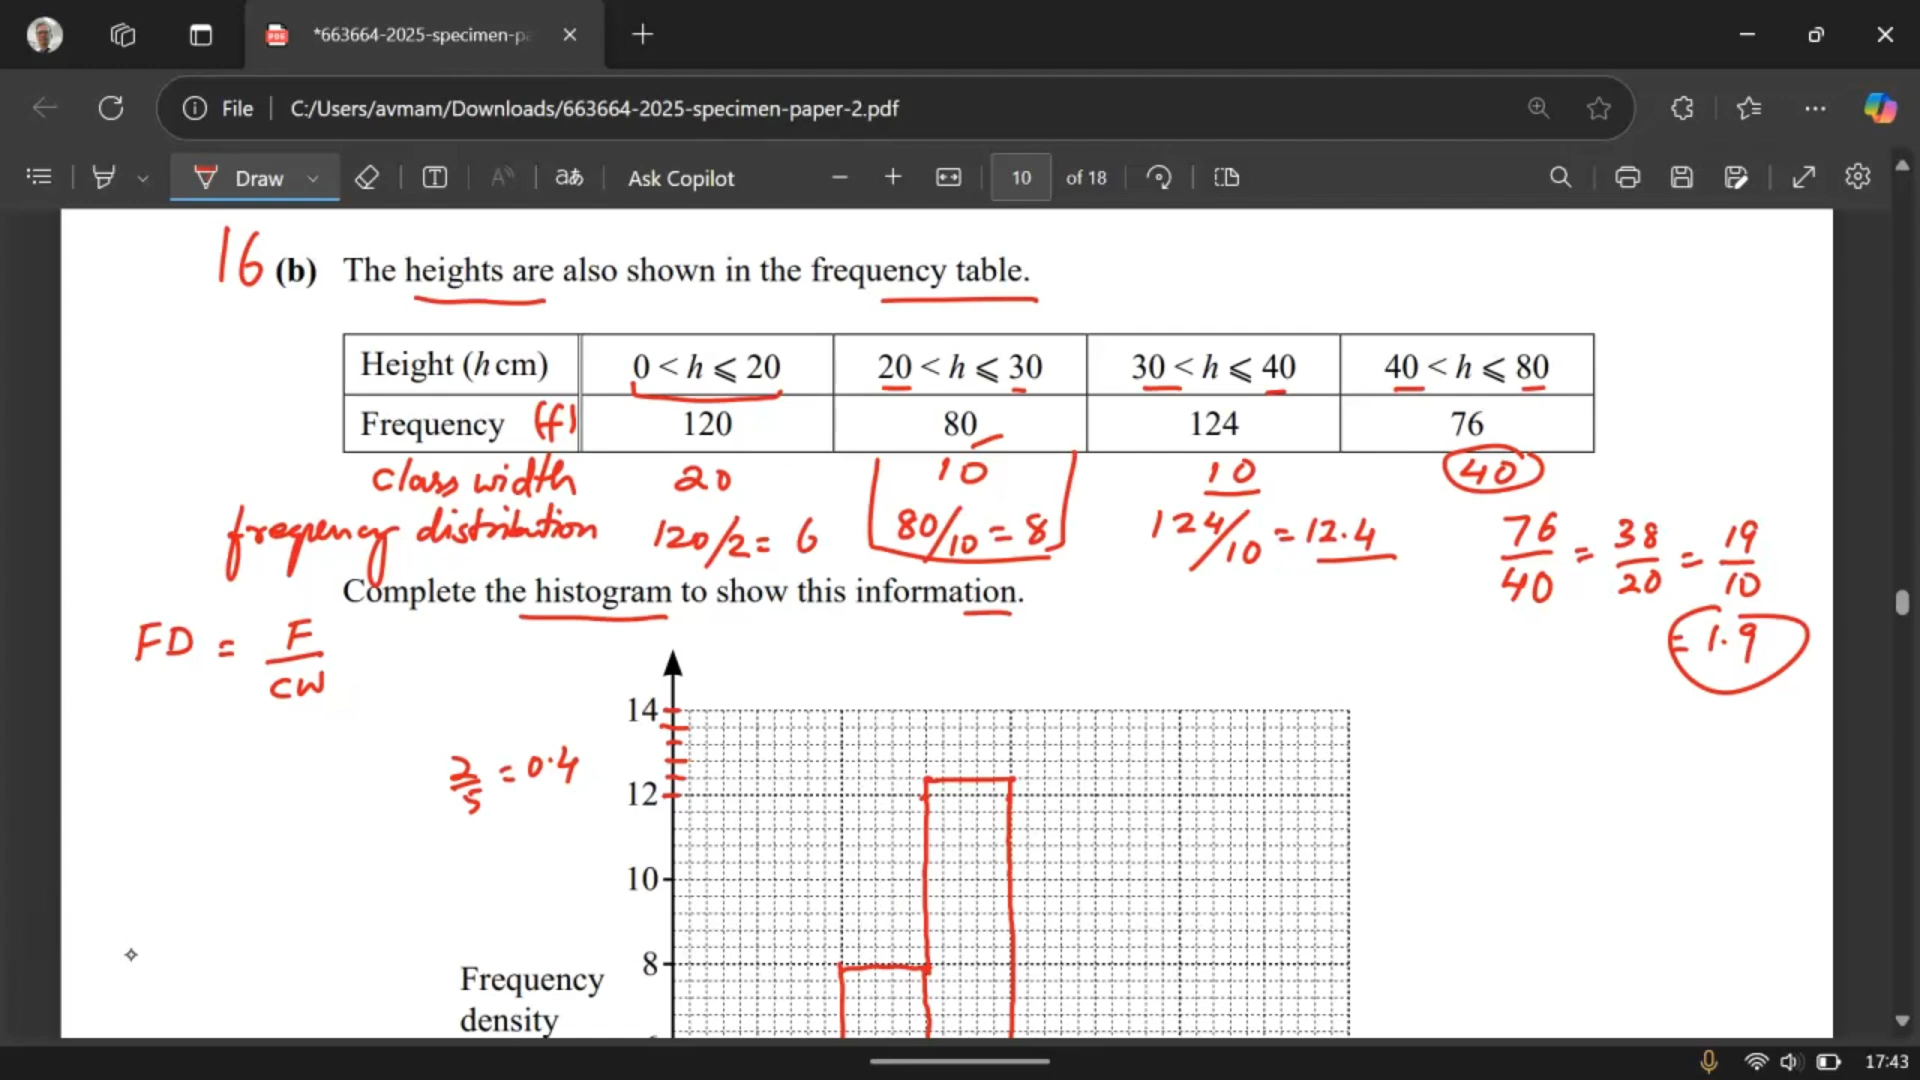 *663664-2025-specimen-pa
File
C:/Users/avmam/Downloads/663664-2025-specimen-paper-2.pdf
Draw
aあ
Ask Copilot
10 of 18
16 (b) The heights are also shown in the frequency table.
Height (h cm) 0 < h ⩽ 20 20 < h ⩽ 30 30 < h ⩽ 40 40 < h ⩽ 80
Frequency (f) 120 80 124 76
class width 20 10 10 40
frequency distribution 120/2 = 6 80/10 = 8 124/10 = 12.4 76/40 = 38/20 = 19/10
= 1.9
Complete the histogram to show this information.
FD = F/CW
14
2/5 = 0.4
12
10
8
Frequency
density
17:43